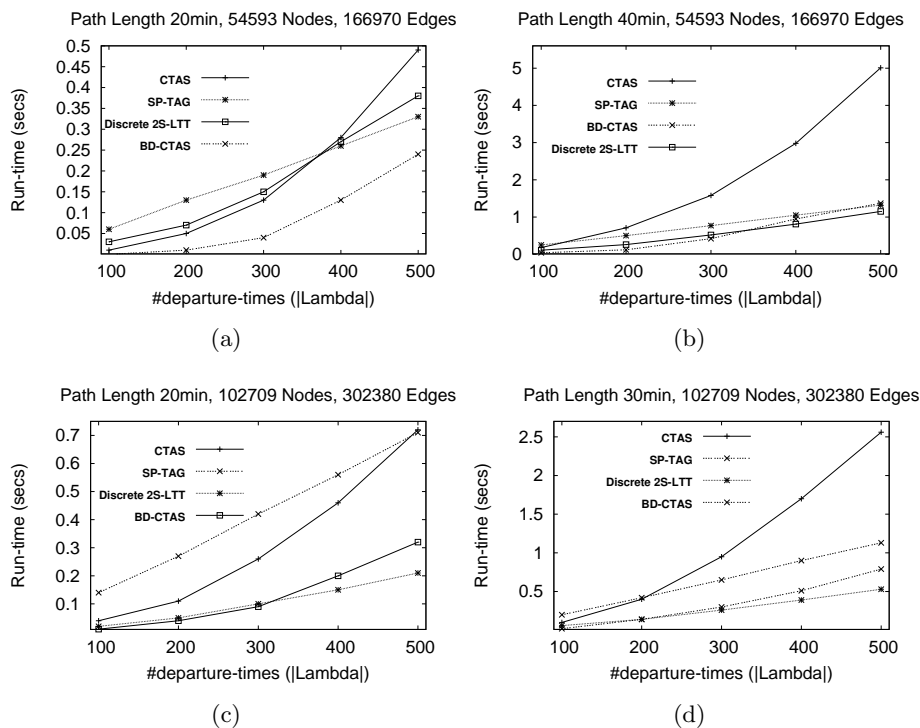 Path Length 20min, 54593 Nodes, 166970 Edges
0.5
0.45
0.4
0.35
0.3
0.25
0.2
0.15
0.1
0.05
Run-time (secs)
CTAS
SP-TAG
Discrete 2S-LTT
BD-CTAS
100 200 300 400 500
#departure-times (|Lambda|)
(a)
Path Length 40min, 54593 Nodes, 166970 Edges
5
4
3
2
1
0
Run-time (secs)
CTAS
SP-TAG
BD-CTAS
Discrete 2S-LTT
100 200 300 400 500
#departure-times (|Lambda|)
(b)
Path Length 20min, 102709 Nodes, 302380 Edges
0.7
0.6
0.5
0.4
0.3
0.2
0.1
Run-time (secs)
CTAS
SP-TAG
Discrete 2S-LTT
BD-CTAS
100 200 300 400 500
#departure-times (|Lambda|)
(c)
Path Length 30min, 102709 Nodes, 302380 Edges
2.5
2
1.5
1
0.5
Run-time (secs)
CTAS
SP-TAG
Discrete 2S-LTT
BD-CTAS
100 200 300 400 500
#departure-times (|Lambda|)
(d)